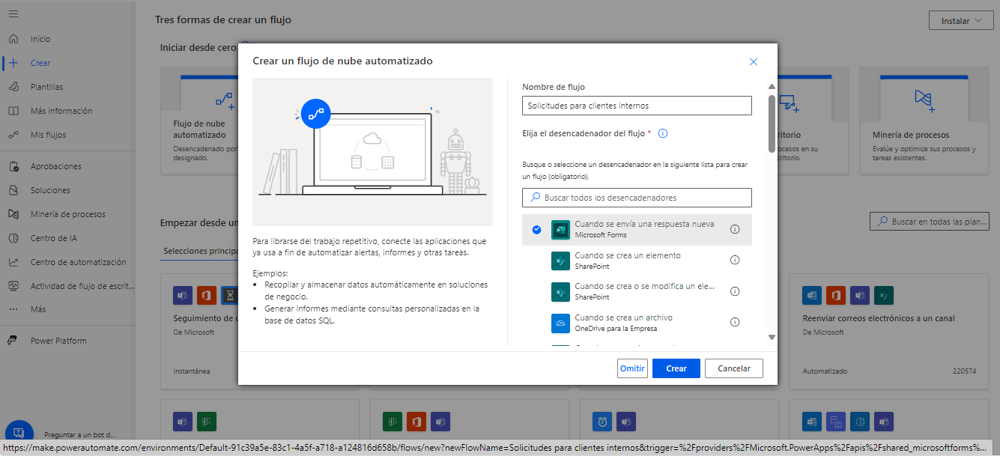 Tres formas de crear un flujo
Instalar
Inicio
Crear
Plantillas
Más información
Mis flujos
Aprobaciones
Soluciones
Minería de procesos
Centro de IA
Centro de automatización
Actividad de flujo de escrit...
Más
Power Platform
Preguntar a un bot d...
Iniciar desde cero
Flujo de nube
automatizado
Desencadenado por
designado.
Empezar desde un
Selecciones principa
Seguimiento de
De Microsoft
Instantánea
Crear un flujo de nube automatizado
Para librarse del trabajo repetitivo, conecte las aplicaciones que
ya usa a fin de automatizar alertas, informes y otras tareas.
Ejemplos:
• Recopilar y almacenar datos automáticamente en soluciones
de negocio.
• Generar informes mediante consultas personalizadas en la
base de datos SQL.
Nombre de flujo
Solicitudes para clientes internos
Elija el desencadenador del flujo *
Busque o seleccione un desencadenador en la siguiente lista para crear
un flujo (obligatorio).
Buscar todos los desencadenadores
Cuando se envía una respuesta nueva
Microsoft Forms
Cuando se crea un elemento
SharePoint
Cuando se crea o se modifica un ele...
SharePoint
Cuando se crea un archivo
OneDrive para la Empresa
Omitir
Crear
Cancelar
ritorio
ocesos en su
critorio.
Minería de procesos
Evalúe y optimice sus procesos y
tareas existentes.
Buscar en todas las plan...
Reenviar correos electrónicos a un canal
De Microsoft
Automatizado
220574
https://make.powerautomate.com/environments/Default-91c39a5e-83c1-4a5f-a718-a124816d658b/flows/new?newFlowName=Solicitudes para clientes internos&trigger=%2Fproviders%2FMicrosoft.PowerApps%2Fapis%2Fshared_microsoftforms%...